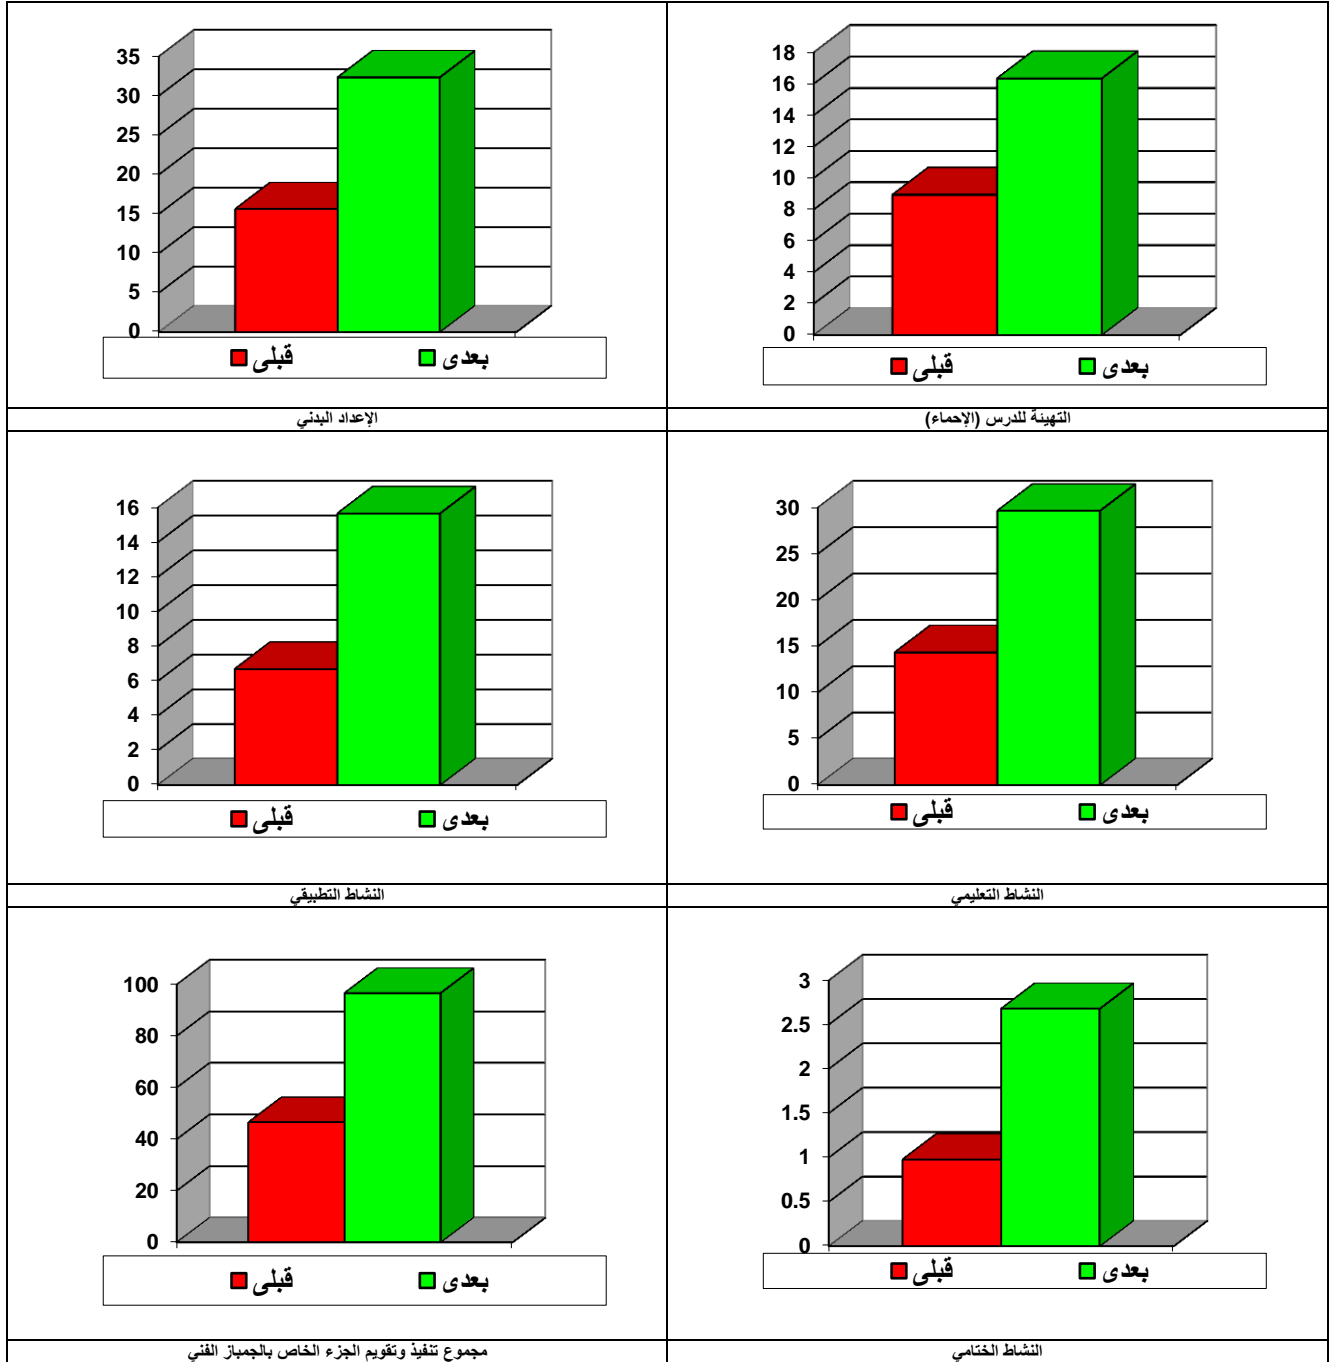 18
16
14
12
10
8
6
4
2
0
قبلى
بعدى
التهيئة للدرس (الإحماء)
35
30
25
20
15
10
5
0
قبلى
بعدى
الإعداد البدني
30
25
20
15
10
5
0
قبلى
بعدى
النشاط التعليمي
16
14
12
10
8
6
4
2
0
قبلى
بعدى
النشاط التطبيقي
3
2.5
2
1.5
1
0.5
0
قبلى
بعدى
النشاط الختامي
100
80
60
40
20
0
قبلى
بعدى
مجموع تنفيذ وتقويم الجزء الخاص بالجمباز الفني